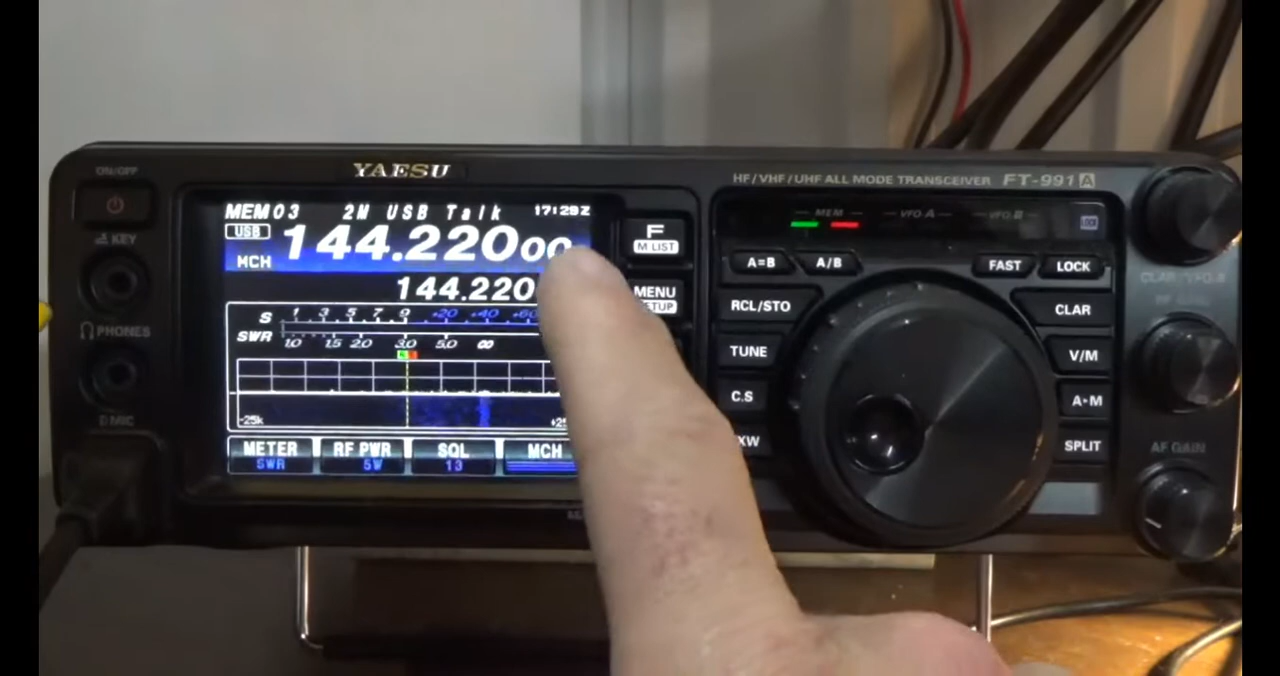 ON/OFF
YAESU
HF/VHF/UHF ALL MODE TRANSCEIVER FT-991A
MEM 03 2M USB Talk 17:29Z
USB
144.22000
MCH
144.220
F
M LIST
MENU
MEM VFO-A VFO-B
A=B A/B FAST LOCK
KEY
RCL/STO CLAR
S 1 3 5 7 9 +20 +40 +60
SWR 1.0 1.5 2.0 3.0 5.0 ∞
PHONES
TUNE V/M
C.S A▸M
-25k
MIC
METER RF PWR SQL MCH
SWR 5W 13
SPLIT
AF GAIN